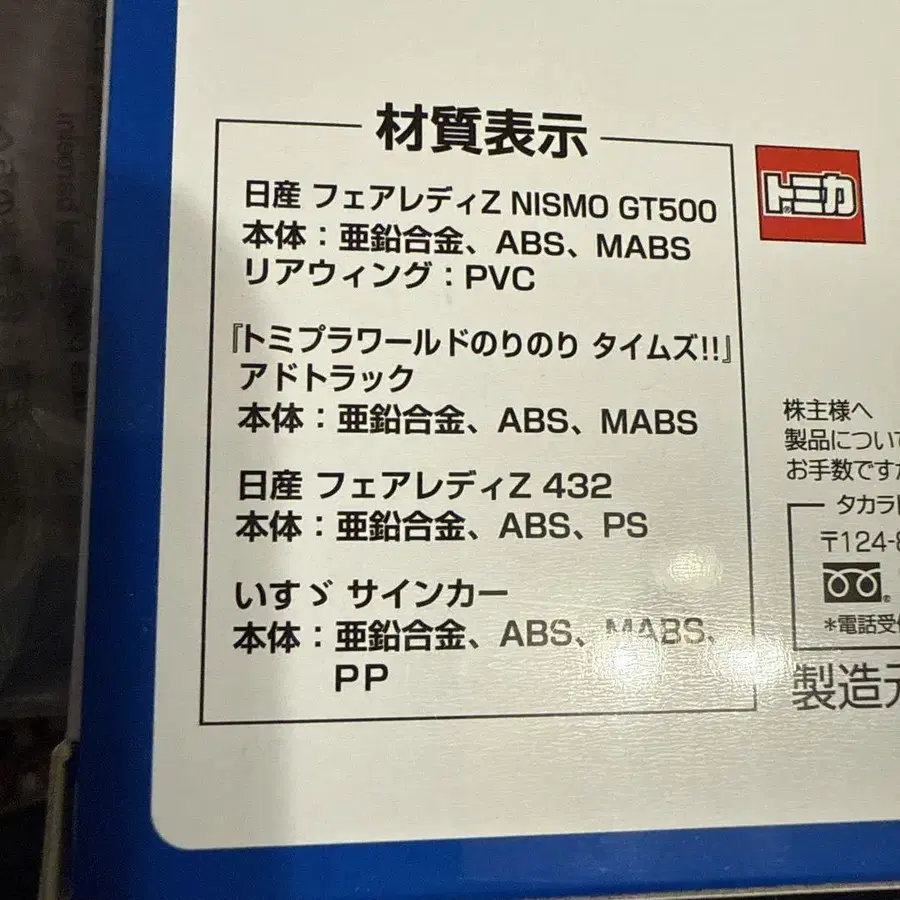 材質表示
日産 フェアレディZ NISMO GT500
本体：亜鉛合金、ABS、MABS
リアウィング：PVC
『トミプラワールドのりのり タイムズ!!』
アドトラック
本体：亜鉛合金、ABS、MABS
日産 フェアレディZ 432
本体：亜鉛合金、ABS、PS
いすゞ サインカー
本体：亜鉛合金、ABS、MABS、
PP
トミカ
株主様へ
製品につい
お手数です
タカラ
〒124-8
*電話受
製造元